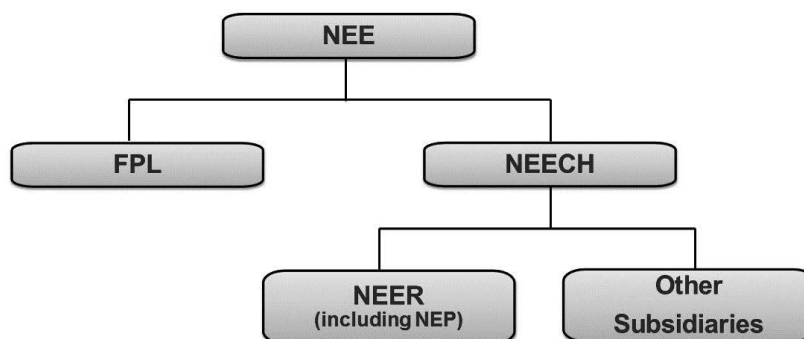 NEE
FPL
NEECH
NEER
(including NEP)
Other
Subsidiaries